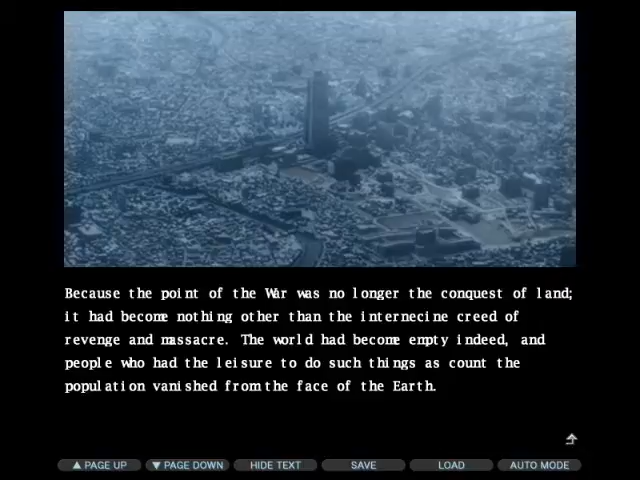 Because the point of the War was no longer the conquest of land;
it had become nothing other than the internecine creed of
revenge and massacre. The world had become empty indeed, and
people who had the leisure to do such things as count the
population vanished from the face of the Earth.
▲ PAGE UP ▼ PAGE DOWN HIDE TEXT SAVE LOAD AUTO MODE